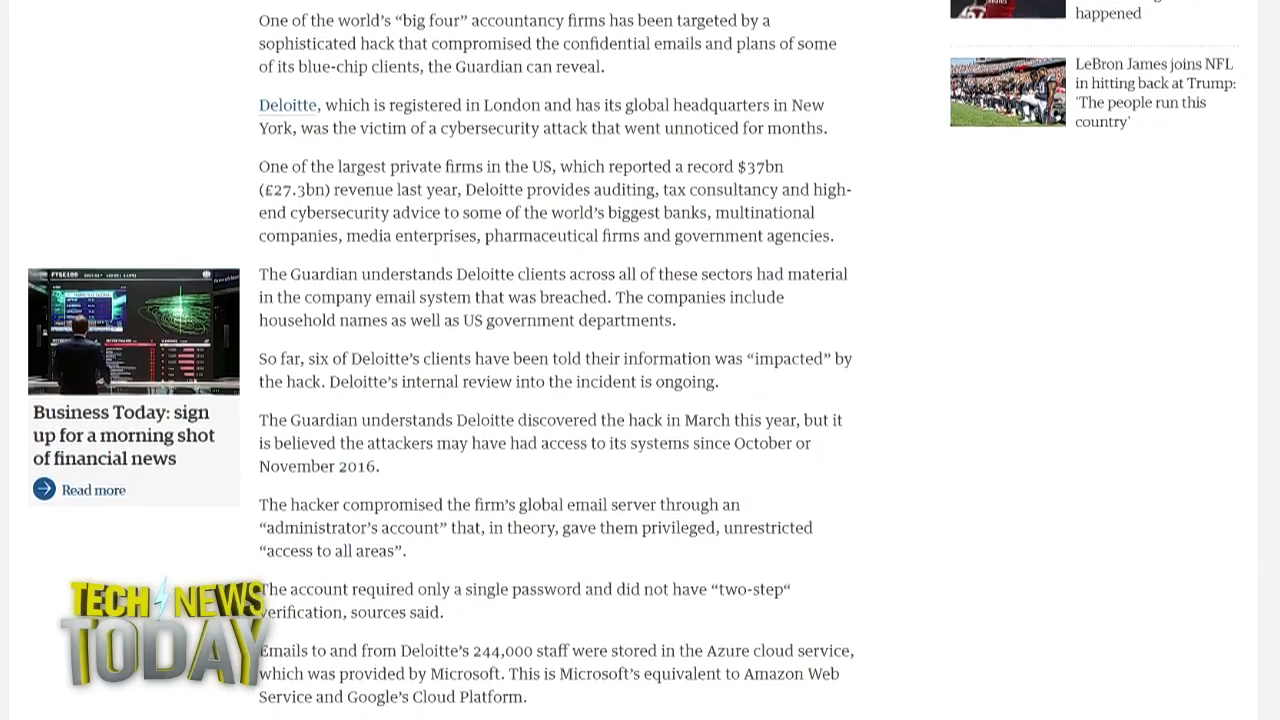 One of the world's “big four” accountancy firms has been targeted by a
sophisticated hack that compromised the confidential emails and plans of some
of its blue-chip clients, the Guardian can reveal.
Deloitte, which is registered in London and has its global headquarters in New
York, was the victim of a cybersecurity attack that went unnoticed for months.
One of the largest private firms in the US, which reported a record $37bn
(£27.3bn) revenue last year, Deloitte provides auditing, tax consultancy and high-
end cybersecurity advice to some of the world's biggest banks, multinational
companies, media enterprises, pharmaceutical firms and government agencies.
The Guardian understands Deloitte clients across all of these sectors had material
in the company email system that was breached. The companies include
household names as well as US government departments.
So far, six of Deloitte's clients have been told their information was “impacted” by
the hack. Deloitte's internal review into the incident is ongoing.
The Guardian understands Deloitte discovered the hack in March this year, but it
is believed the attackers may have had access to its systems since October or
November 2016.
The hacker compromised the firm's global email server through an
“administrator's account” that, in theory, gave them privileged, unrestricted
“access to all areas”.
The account required only a single password and did not have “two-step“
verification, sources said.
Emails to and from Deloitte's 244,000 staff were stored in the Azure cloud service,
which was provided by Microsoft. This is Microsoft's equivalent to Amazon Web
Service and Google's Cloud Platform.
FTSE100
Business Today: sign
up for a morning shot
of financial news
Read more
TECH NEWS
TODAY
happened
LeBron James joins NFL
in hitting back at Trump:
'The people run this
country'